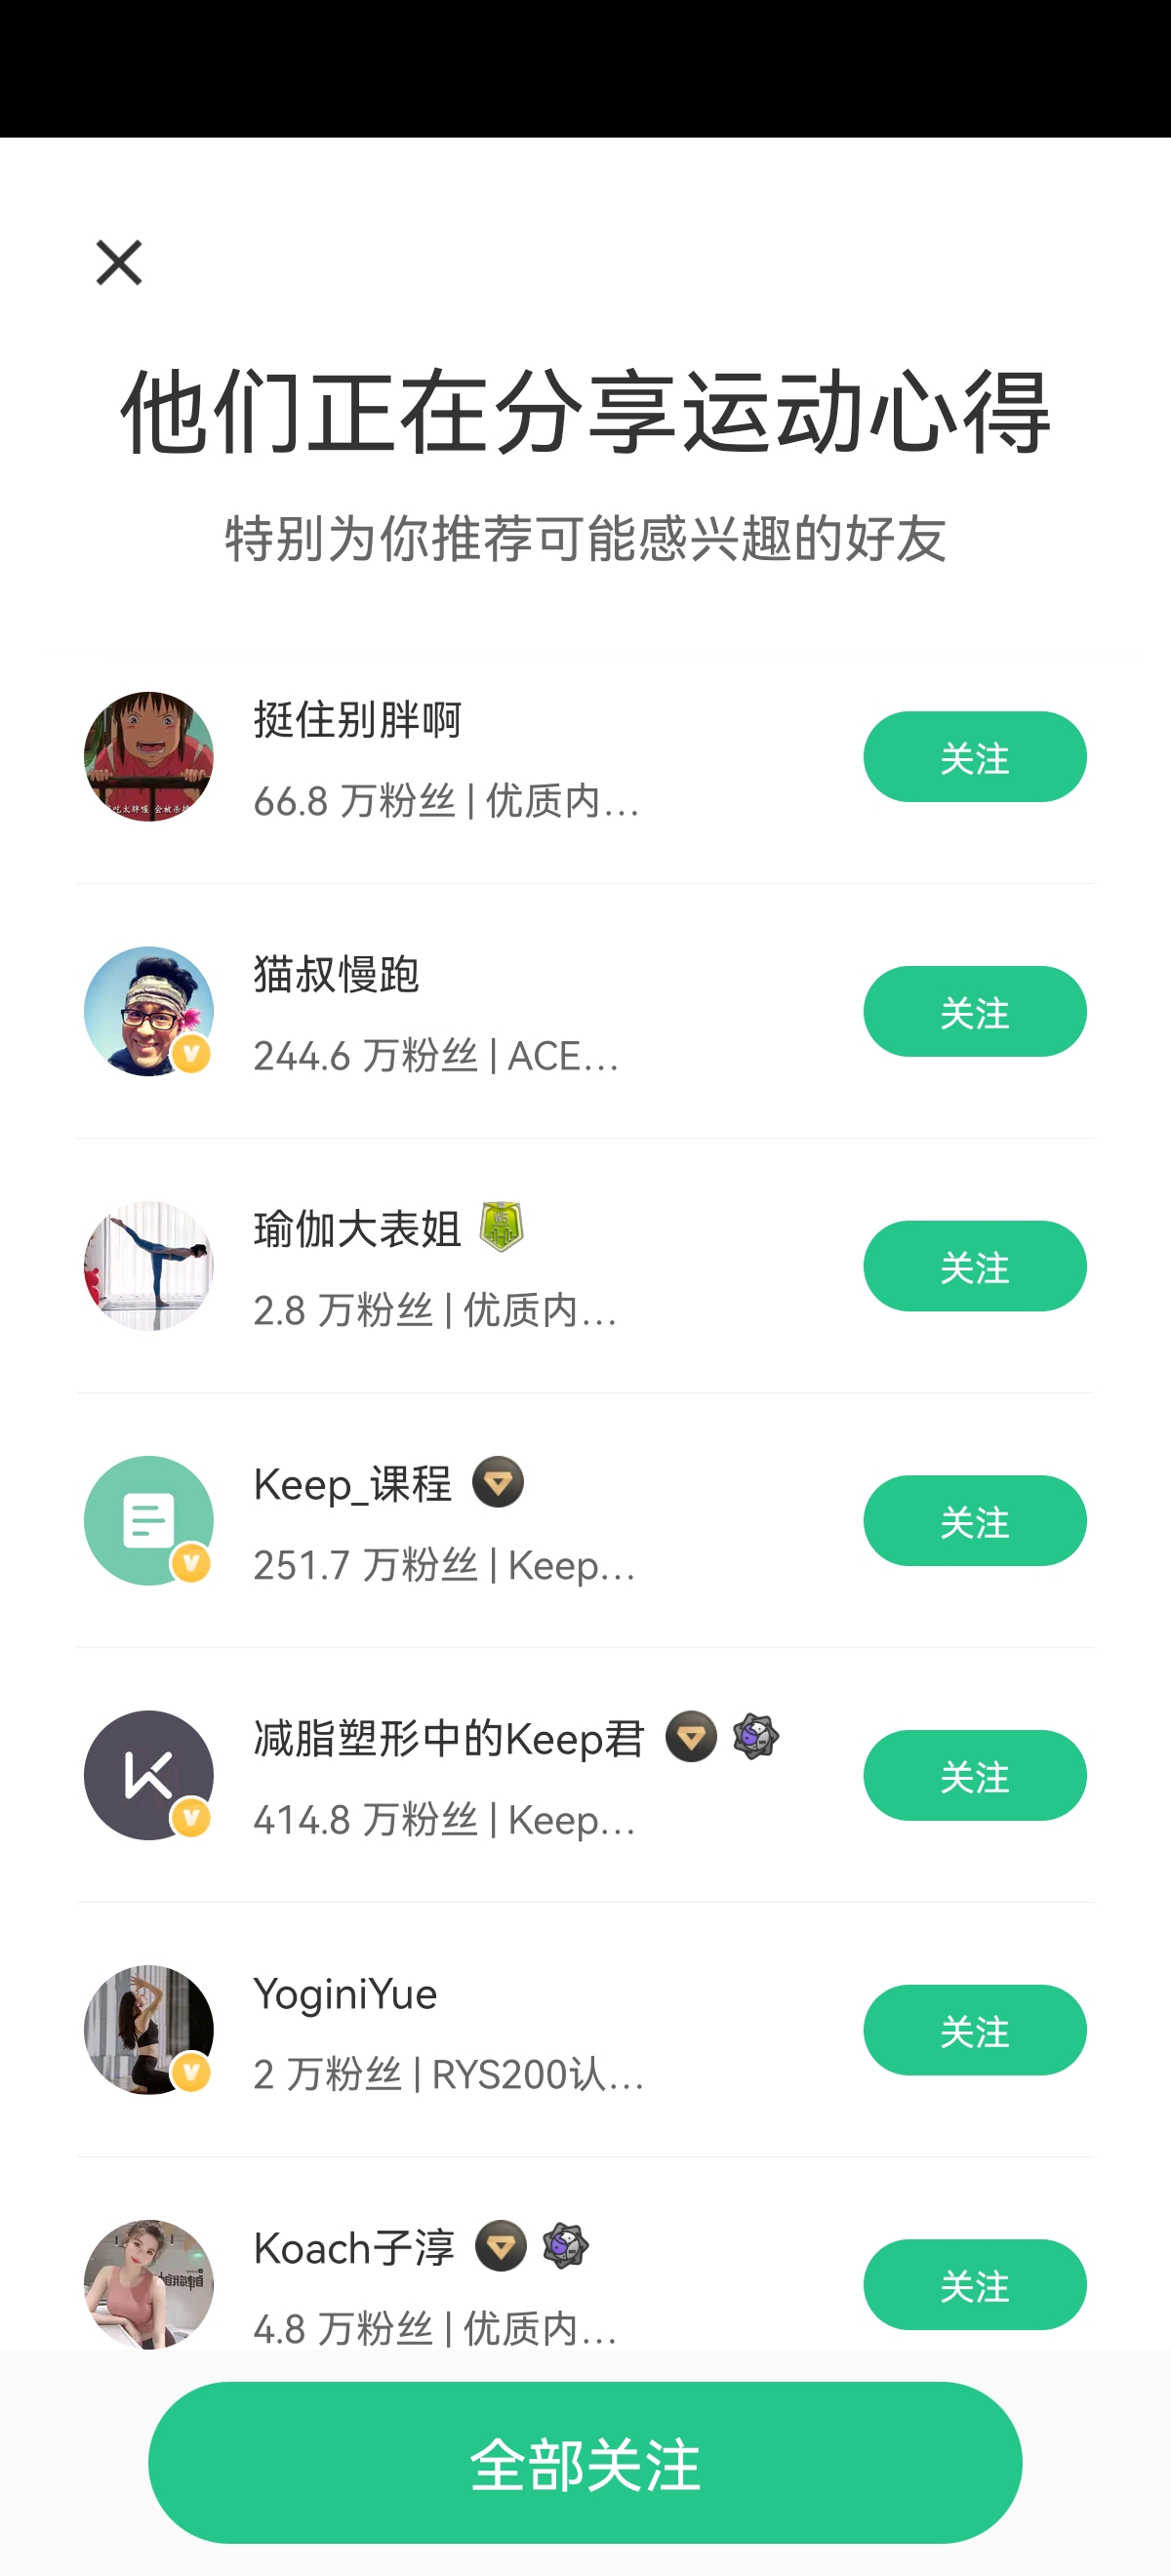 他们正在分享运动心得
特别为你推荐可能感兴趣的好友
挺住别胖啊
66.8 万粉丝 | 优质内...
关注
猫叔慢跑
244.6 万粉丝 | ACE...
关注
瑜伽大表姐
2.8 万粉丝 | 优质内...
关注
Keep_课程
251.7 万粉丝 | Keep...
关注
减脂塑形中的Keep君
414.8 万粉丝 | Keep...
关注
YoginiYue
2 万粉丝 | RYS200认...
关注
Koach子淳
4.8 万粉丝 | 优质内...
关注
全部关注